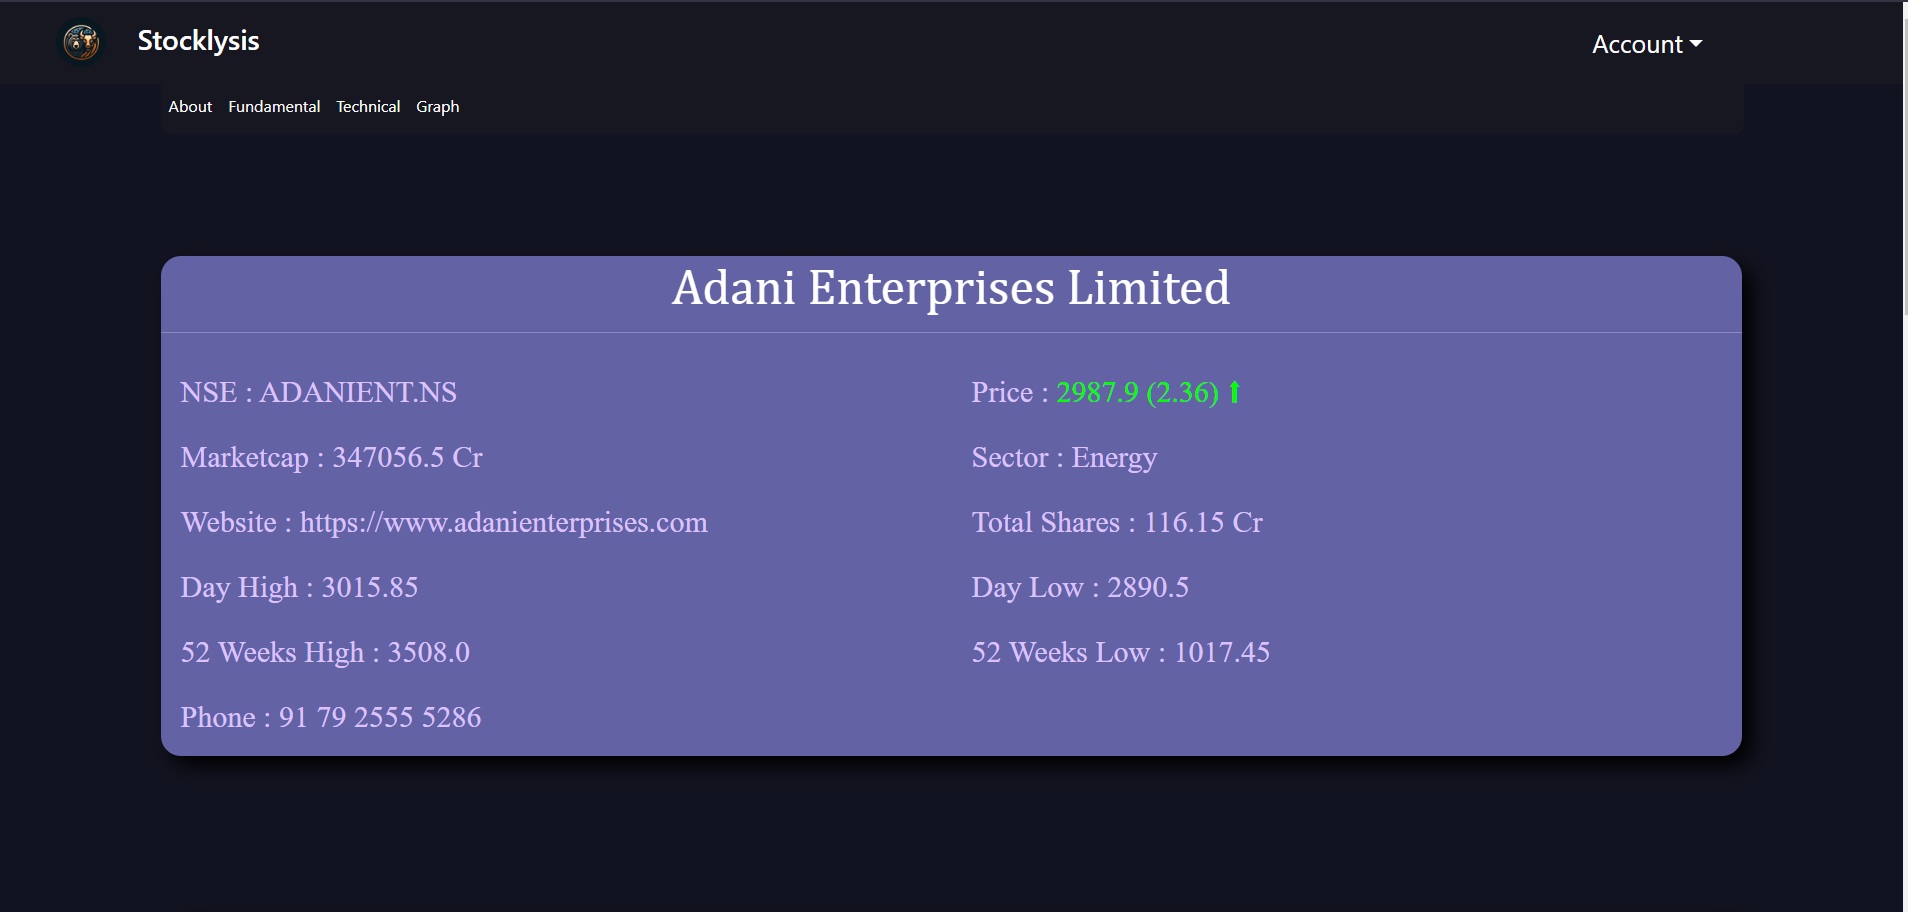 Stocklysis
Account
About Fundamental Technical Graph
Adani Enterprises Limited
NSE : ADANIENT.NS
Price : 2987.9 (2.36) ⬆
Marketcap : 347056.5 Cr
Sector : Energy
Website : https://www.adanienterprises.com
Total Shares : 116.15 Cr
Day High : 3015.85
Day Low : 2890.5
52 Weeks High : 3508.0
52 Weeks Low : 1017.45
Phone : 91 79 2555 5286